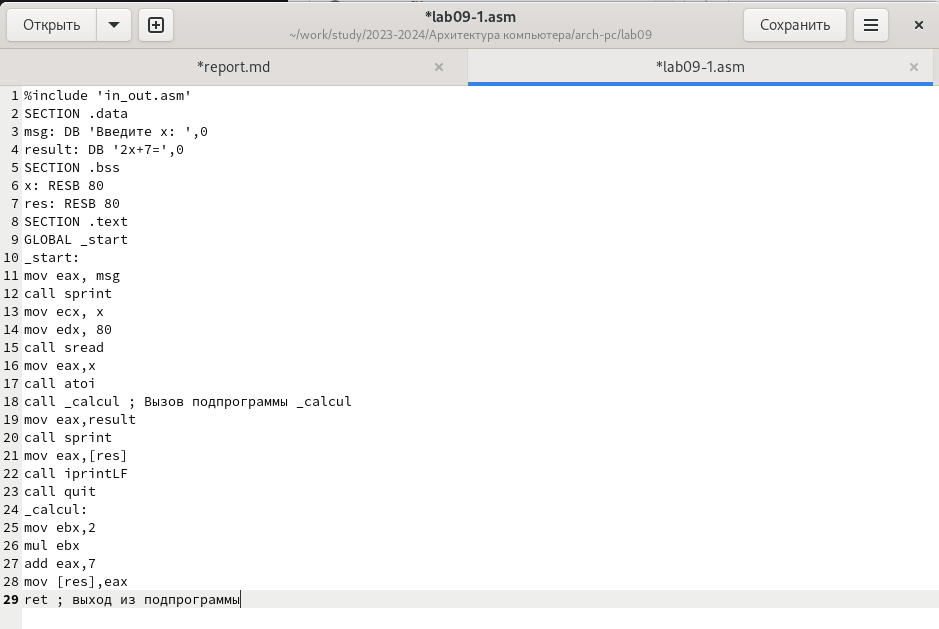 Открыть
*lab09-1.asm
~/work/study/2023-2024/Архитектура компьютера/arch-pc/lab09
Сохранить
*report.md
*lab09-1.asm
1 %include 'in_out.asm'
2 SECTION .data
3 msg: DB 'Введите x: ',0
4 result: DB '2x+7=',0
5 SECTION .bss
6 x: RESB 80
7 res: RESB 80
8 SECTION .text
9 GLOBAL _start
10 _start:
11 mov eax, msg
12 call sprint
13 mov ecx, x
14 mov edx, 80
15 call sread
16 mov eax,x
17 call atoi
18 call _calcul ; Вызов подпрограммы _calcul
19 mov eax,result
20 call sprint
21 mov eax,[res]
22 call iprintLF
23 call quit
24 _calcul:
25 mov ebx,2
26 mul ebx
27 add eax,7
28 mov [res],eax
29 ret ; выход из подпрограммы